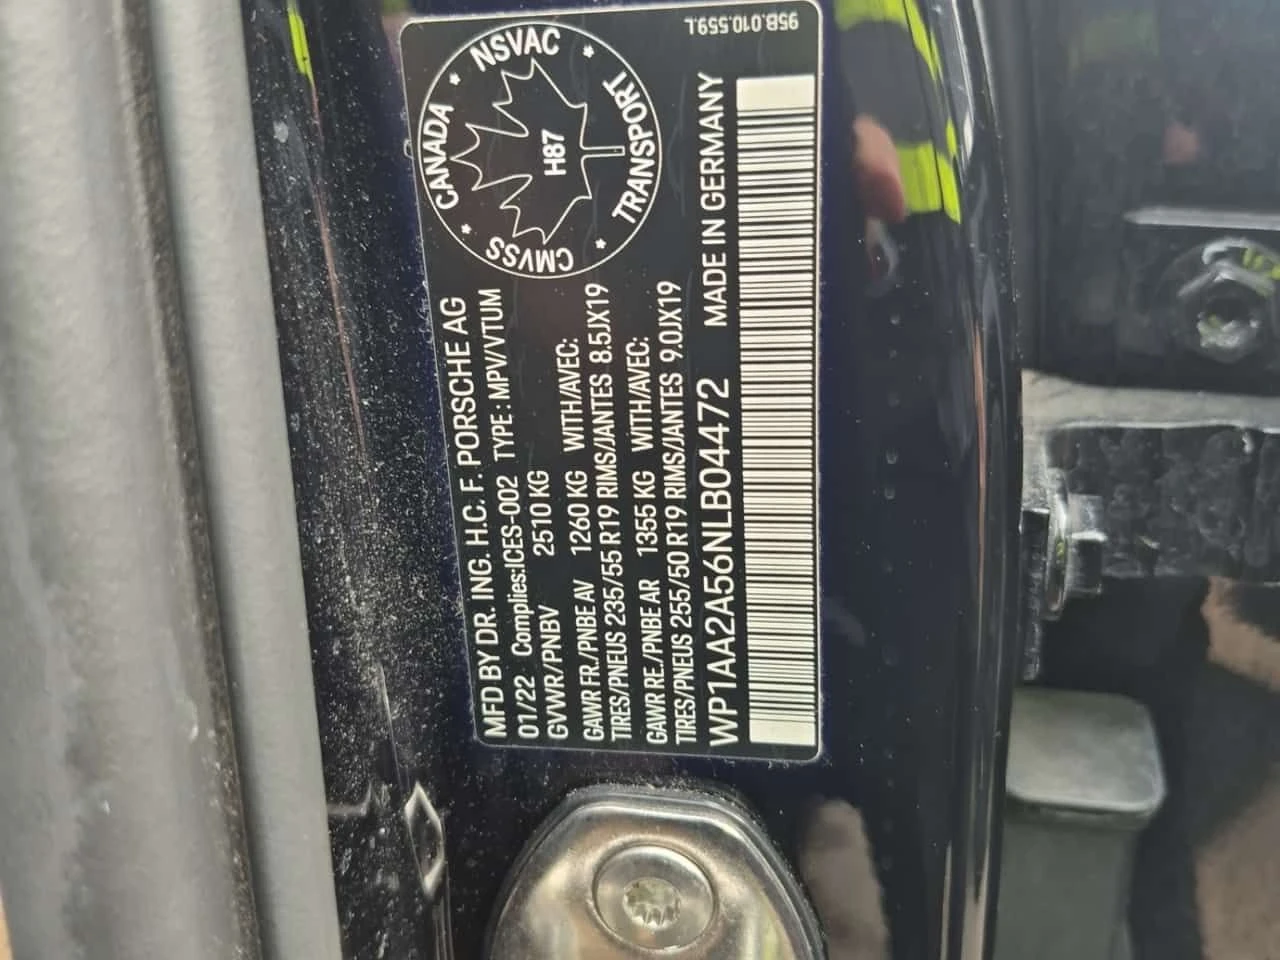 95B.010.559.L
MFD BY DR. ING. H.C. F. PORSCHE AG
01/22 Complies:ICES-002 TYPE : MPV/VTUM
GVWR/PNBV 2510 KG
GAWR FR./PNBE AV 1260 KG WITH/AVEC:
TIRES/PNEUS 235/55 R19 RIMS/JANTES 8.5JX19
GAWR RE./PNBE AR 1355 KG WITH/AVEC:
TIRES/PNEUS 255/50 R19 RIMS/JANTES 9.0JX19
WP1AA2A56NLB04472 MADE IN GERMANY
CANADA * NSVAC * TRANSPORT * CMVSS *
H87